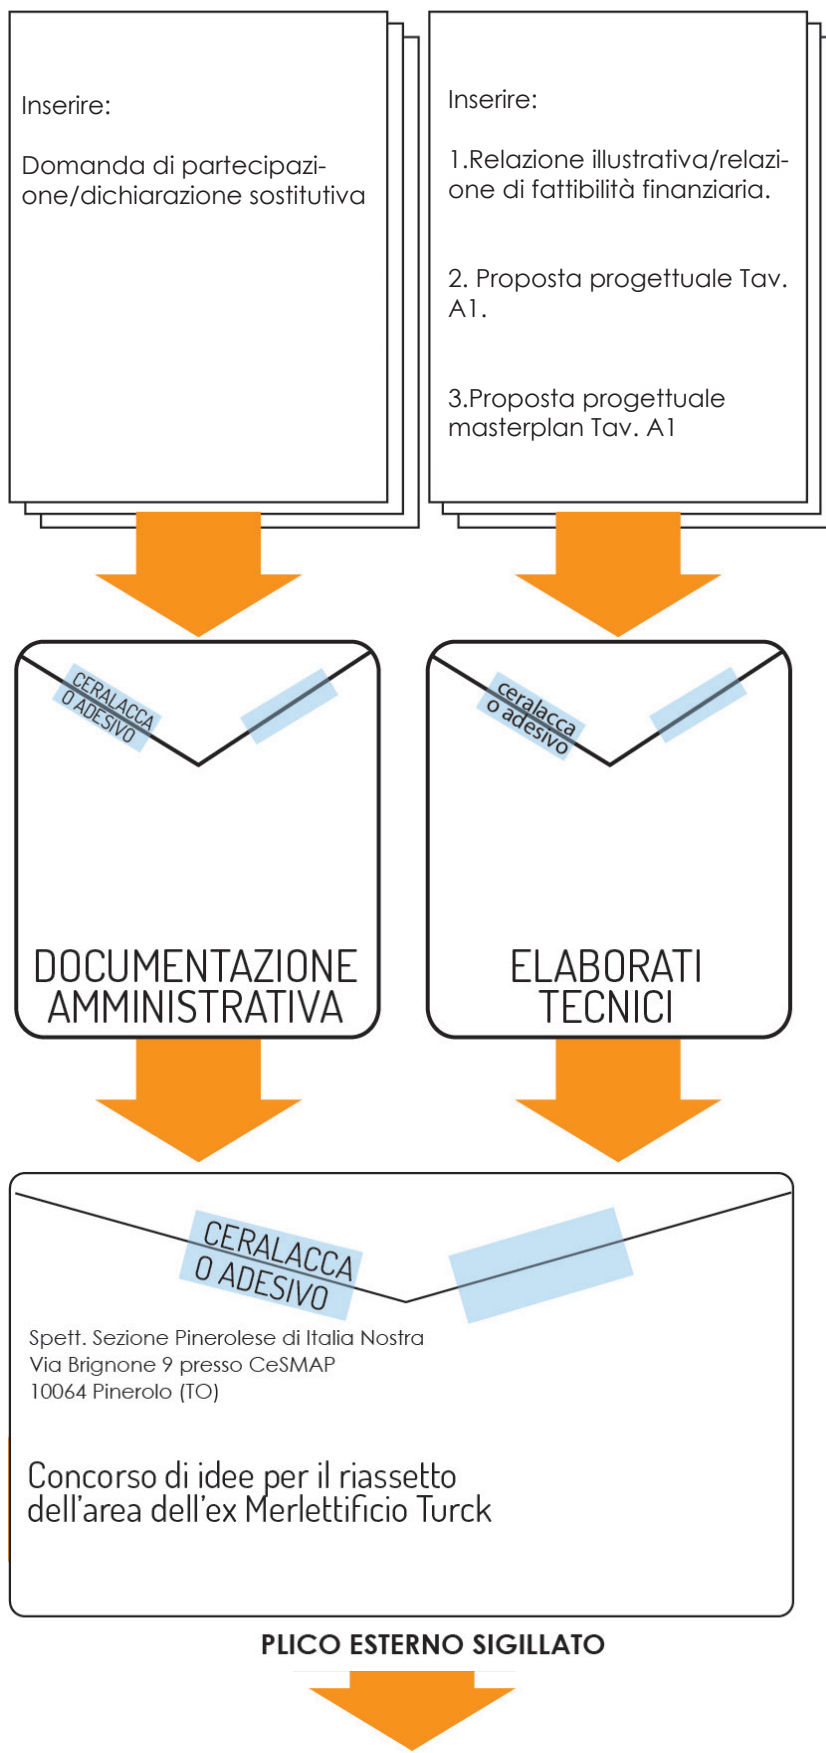 Inserire:
Domanda di partecipazi-
one/dichiarazione sostitutiva
Inserire:
1.Relazione illustrativa/relazi-
one di fattibilità finanziaria.
2. Proposta progettuale Tav.
A1.
3.Proposta progettuale
masterplan Tav. A1
CERALACCA
O ADESIVO
DOCUMENTAZIONE
AMMINISTRATIVA
ceralacca
o adesivo
ELABORATI
TECNICI
CERALACCA
O ADESIVO
Spett. Sezione Pinerolese di Italia Nostra
Via Brignone 9 presso CeSMAP
10064 Pinerolo (TO)
Concorso di idee per il riassetto
dell'area dell'ex Merlettificio Turck
PLICO ESTERNO SIGILLATO